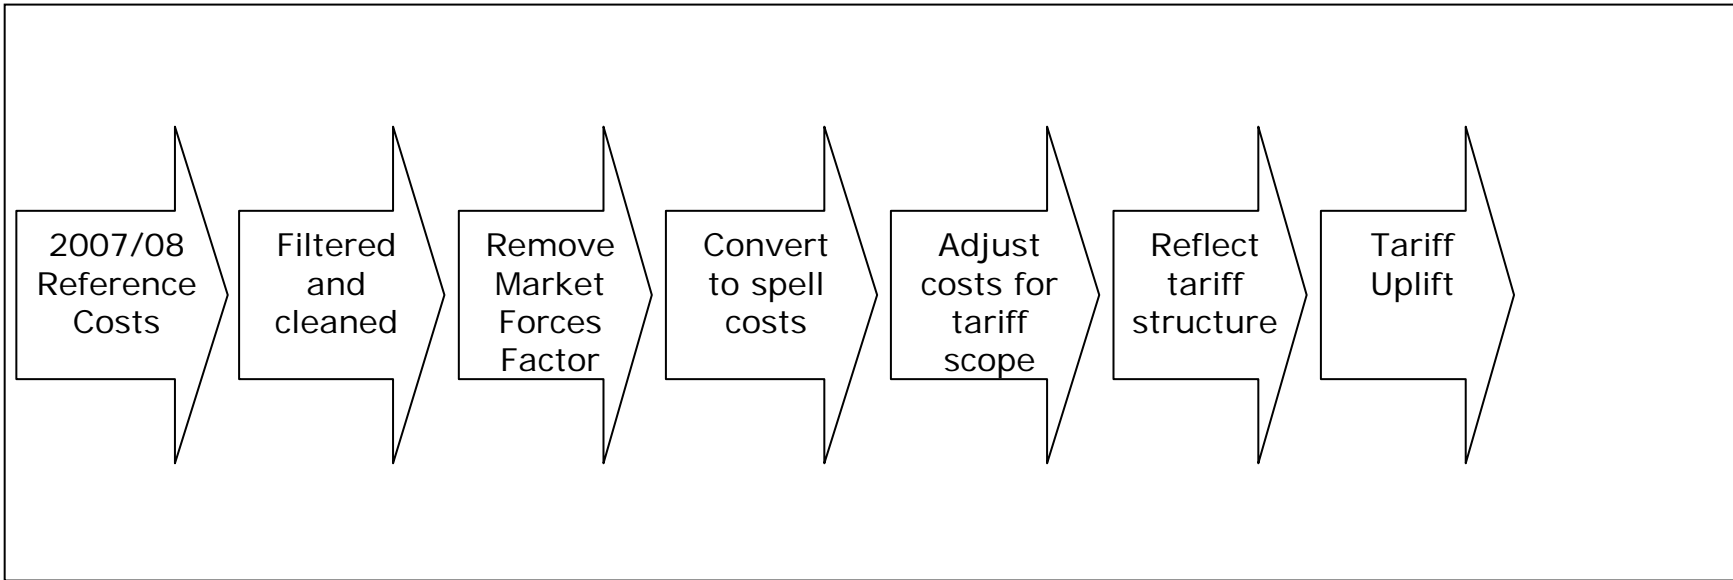 2007/08
Reference
Costs
Filtered
and
cleaned
Remove
Market
Forces
Factor
Convert
to spell
costs
Adjust
costs for
tariff
scope
Reflect
tariff
structure
Tariff
Uplift